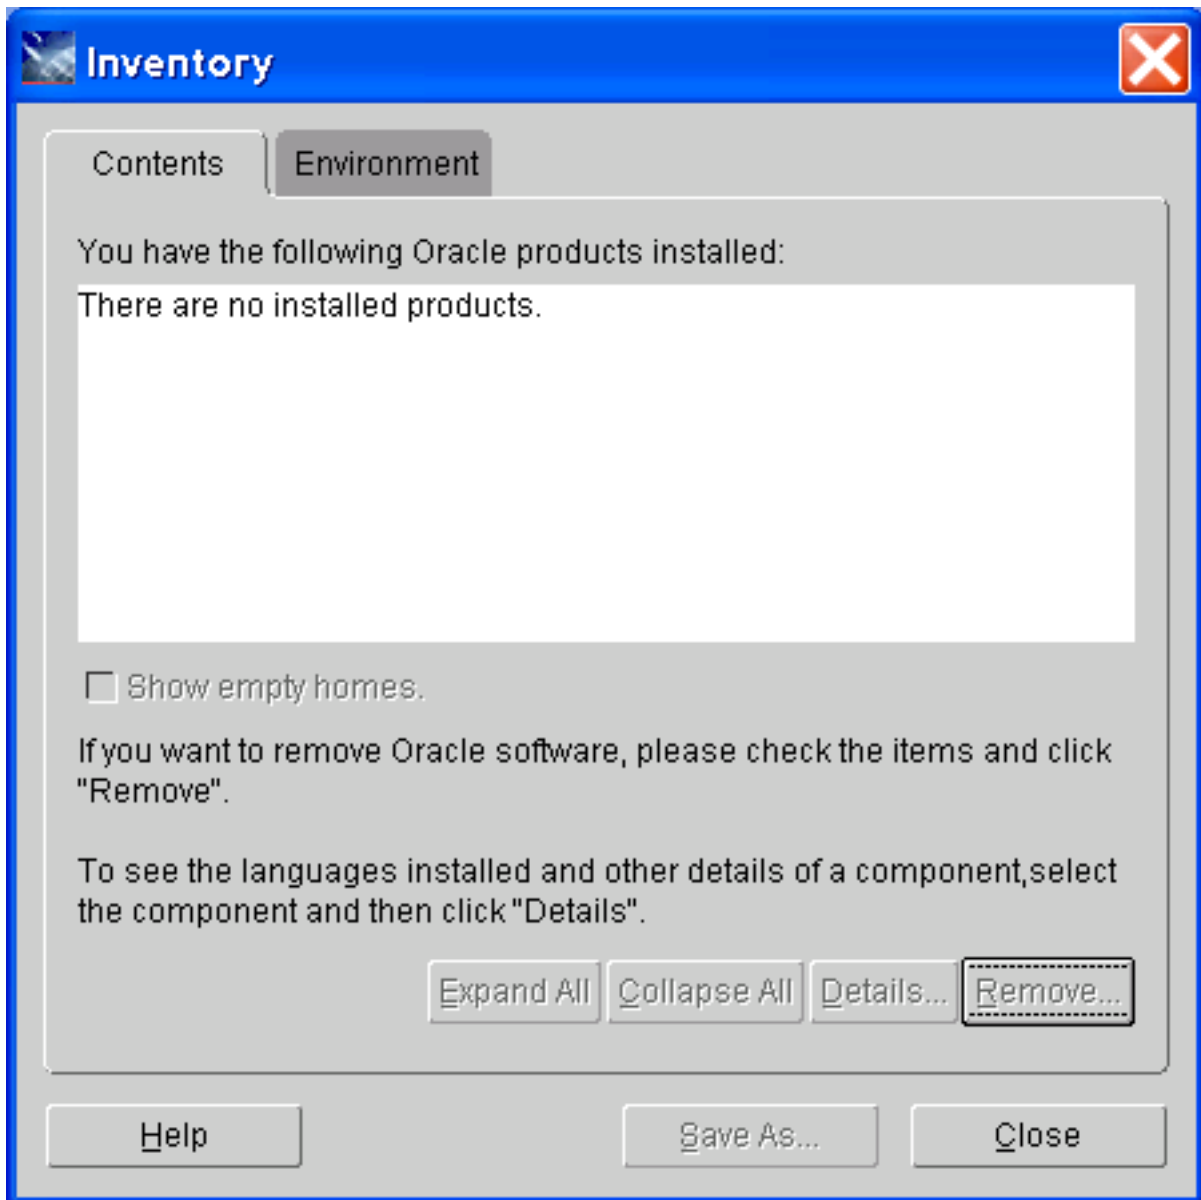 Inventory
Contents
Environment
You have the following Oracle products installed:
There are no installed products.
Show empty homes.
If you want to remove Oracle software, please check the items and click
"Remove".
To see the languages installed and other details of a component,select
the component and then click "Details".
Expand All
Collapse All
Details...
Remove...
Help
Save As...
Close